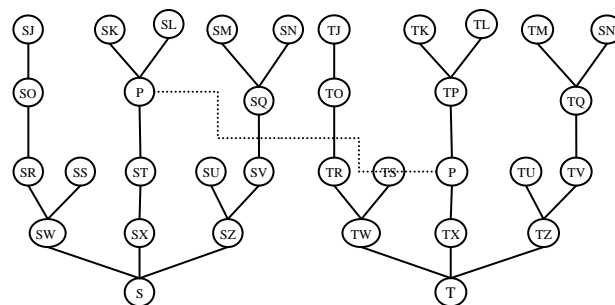 SJ SK SL SM SN TJ TK TL TM SN
SO P SQ TO TP TQ
SR SS ST SU SV TR TS P TU TV
SW SX SZ TW TX TZ
S T